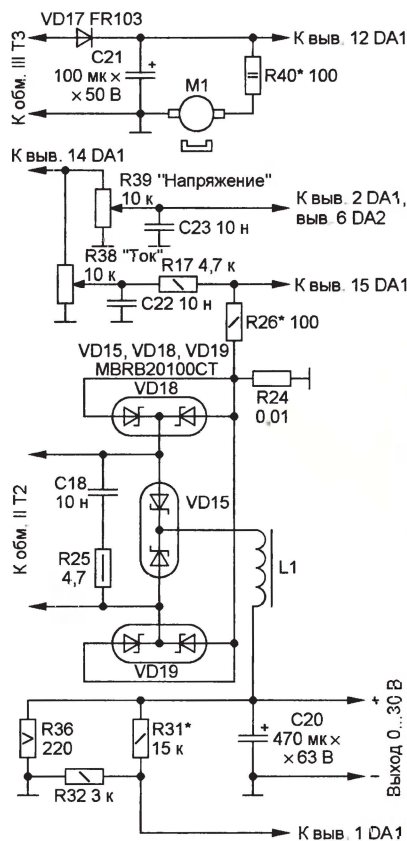 VD17 FR103
К обм. III T3
C21
100 мк ×
× 50 В
К выв. 12 DA1
R40* 100
M1
К выв. 14 DA1
R39 "Напряжение"
10 к
К выв. 2 DA1,
выв. 6 DA2
C23 10 н
R38 "Ток"
10 к
R17 4,7 к
C22 10 н
К выв. 15 DA1
R26* 100
VD15, VD18, VD19
MBRB20100CT
VD18
R24
0,01
К обм. II T2
C18
10 н
VD15
R25
4,7
L1
VD19
R36
220
R31*
15 к
C20
470 мк ×
× 63 В
+
Выход 0...30 В
−
R32 3 к
К выв. 1 DA1